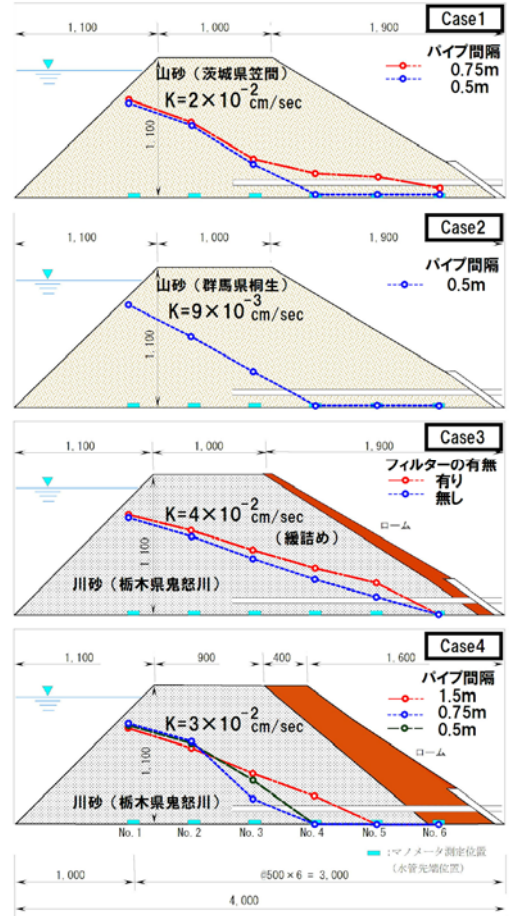 Case1
1,100
1,000
1,900
パイプ間隔
0.75m
0.5m
山砂(茨城県笠間)
K=2×10-2cm/sec
1,100
Case2
1,100
1,000
1,900
パイプ間隔
0.5m
山砂(群馬県桐生)
K=9×10-3cm/sec
1,100
Case3
1,100
1,000
1,900
フィルターの有無
有り
無し
ローム
K=4×10-2cm/sec
(緩詰め)
1,100
川砂(栃木県鬼怒川)
Case4
1,100
900
400
1,600
パイプ間隔
1.5m
0.75m
0.5m
ローム
K=3×10-2cm/sec
1,100
川砂(栃木県鬼怒川)
No.1 No.2 No.3 No.4 No.5 No.6
:マノメータ測定位置
(水管先端位置)
1,000
@500×6 = 3,000
4,000